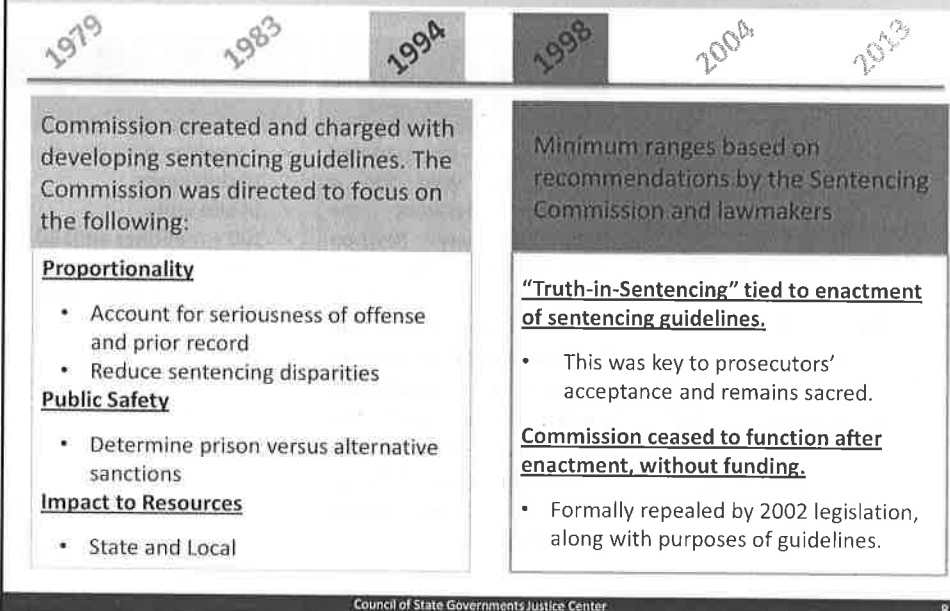 1979
1983
1994
1998
2004
2013
Commission created and charged with
developing sentencing guidelines. The
Commission was directed to focus on
the following:
Proportionality
• Account for seriousness of offense
and prior record
• Reduce sentencing disparities
Public Safety
• Determine prison versus alternative
sanctions
Impact to Resources
• State and Local
Minimum ranges based on
recommendations by the Sentencing
Commission and lawmakers
“Truth-in-Sentencing” tied to enactment
of sentencing guidelines.
• This was key to prosecutors’
acceptance and remains sacred.
Commission ceased to function after
enactment, without funding.
• Formally repealed by 2002 legislation,
along with purposes of guidelines.
Council of State Governments Justice Center